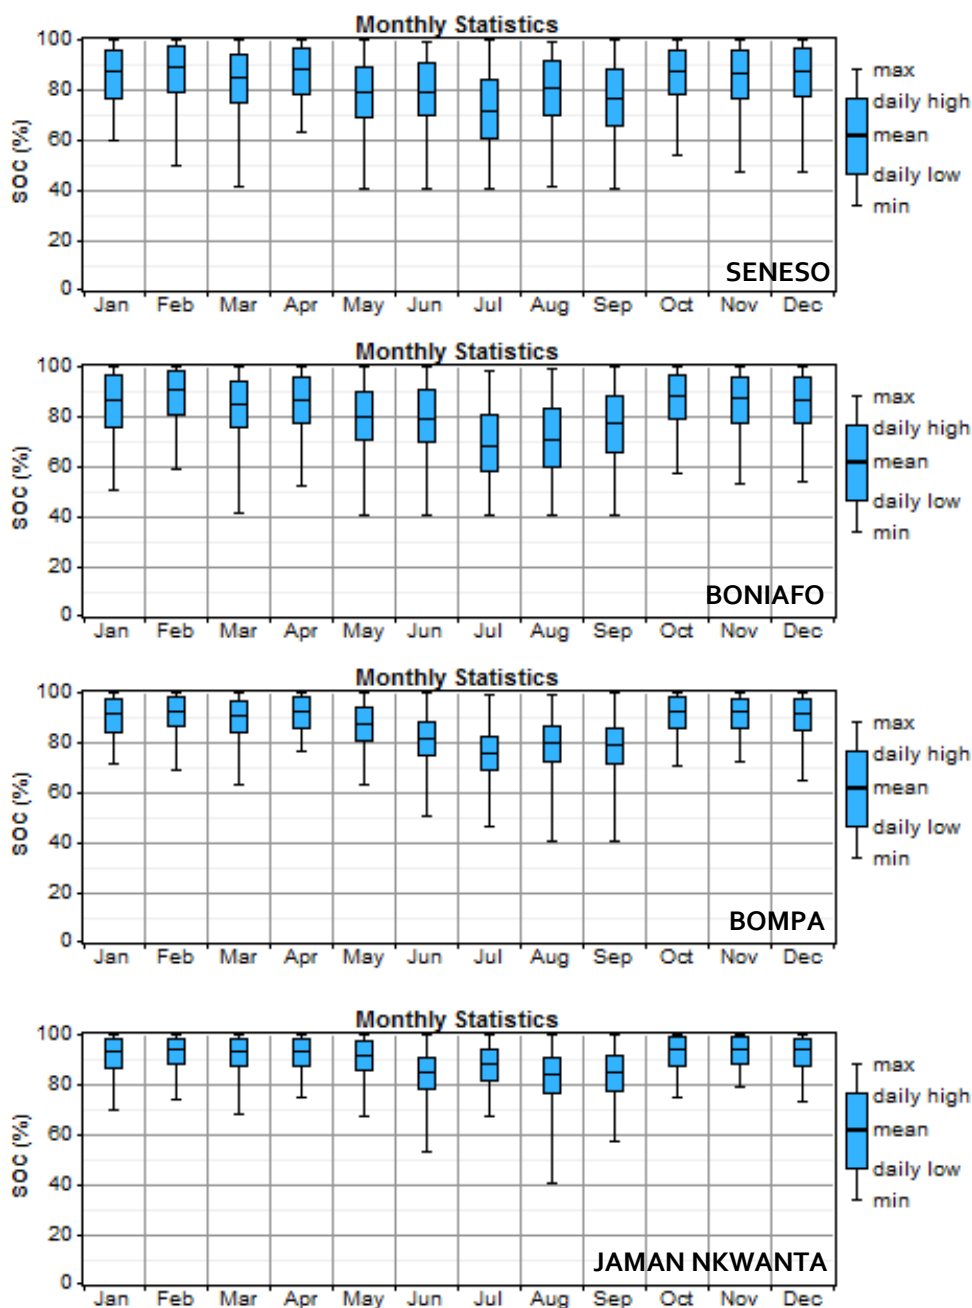 Monthly Statistics
100
80
60
40
20
0
SOC (%)
Jan Feb Mar Apr May Jun Jul Aug Sep Oct Nov Dec
max
daily high
mean
daily low
min
SENESO
Monthly Statistics
100
80
60
40
20
0
SOC (%)
Jan Feb Mar Apr May Jun Jul Aug Sep Oct Nov Dec
max
daily high
mean
daily low
min
BONIAFO
Monthly Statistics
100
80
60
40
20
0
SOC (%)
Jan Feb Mar Apr May Jun Jul Aug Sep Oct Nov Dec
max
daily high
mean
daily low
min
BOMPA
Monthly Statistics
100
80
60
40
20
0
SOC (%)
Jan Feb Mar Apr May Jun Jul Aug Sep Oct Nov Dec
max
daily high
mean
daily low
min
JAMAN NKWANTA